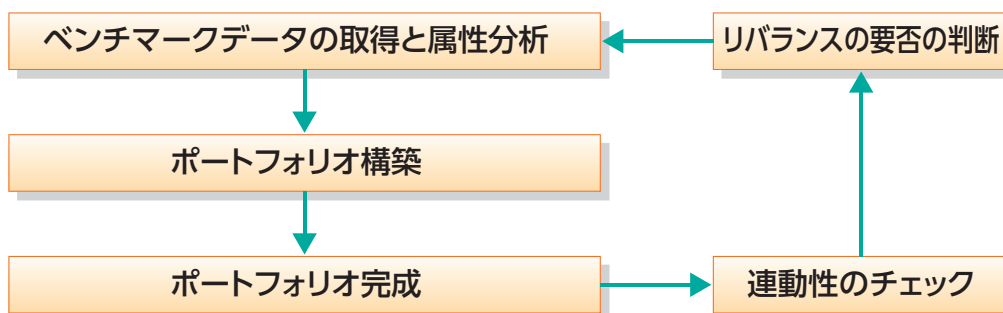 ベンチマークデータの取得と属性分析
リバランスの要否の判断
ポートフォリオ構築
ポートフォリオ完成
連動性のチェック